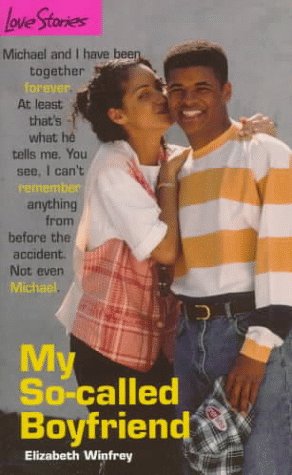 Love Stories
Michael and I have been
together
forever.
At least
that's
what he
tells me. You
see, I can't
remember
anything
from
before the
accident.
Not even
Michael.
My
So-called
Boyfriend
Elizabeth Winfrey